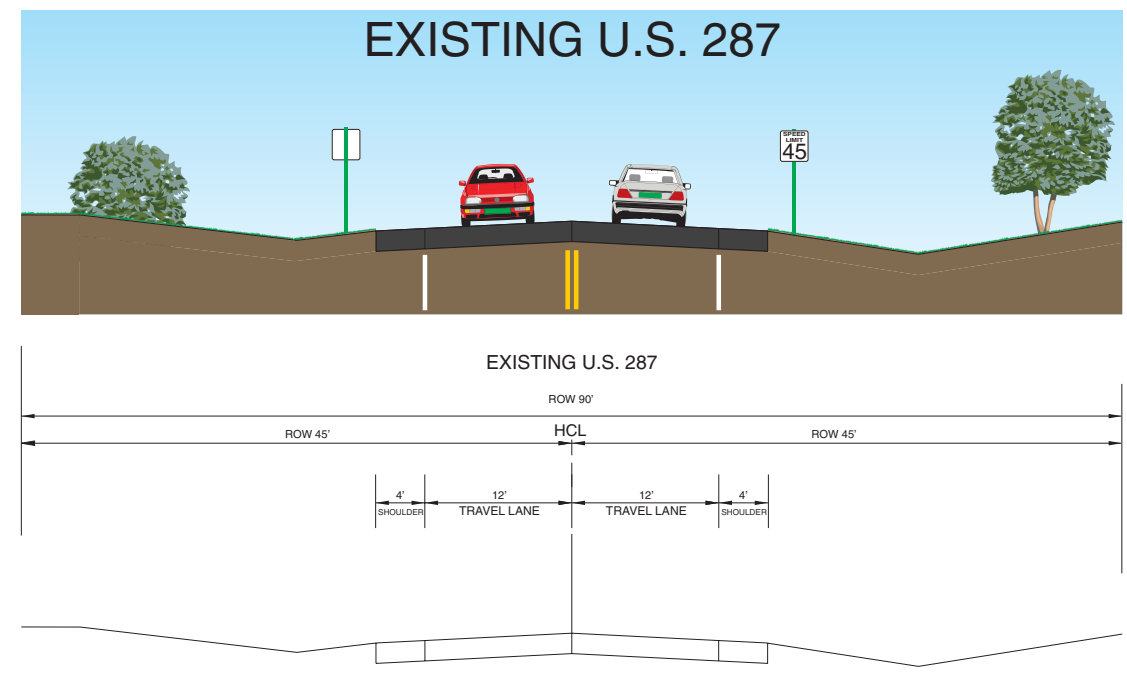 EXISTING U.S. 287
SPEED
LIMIT
45
EXISTING U.S. 287
ROW 90'
ROW 45' HCL ROW 45'
4' 12' 12' 4'
SHOULDER TRAVEL LANE TRAVEL LANE SHOULDER